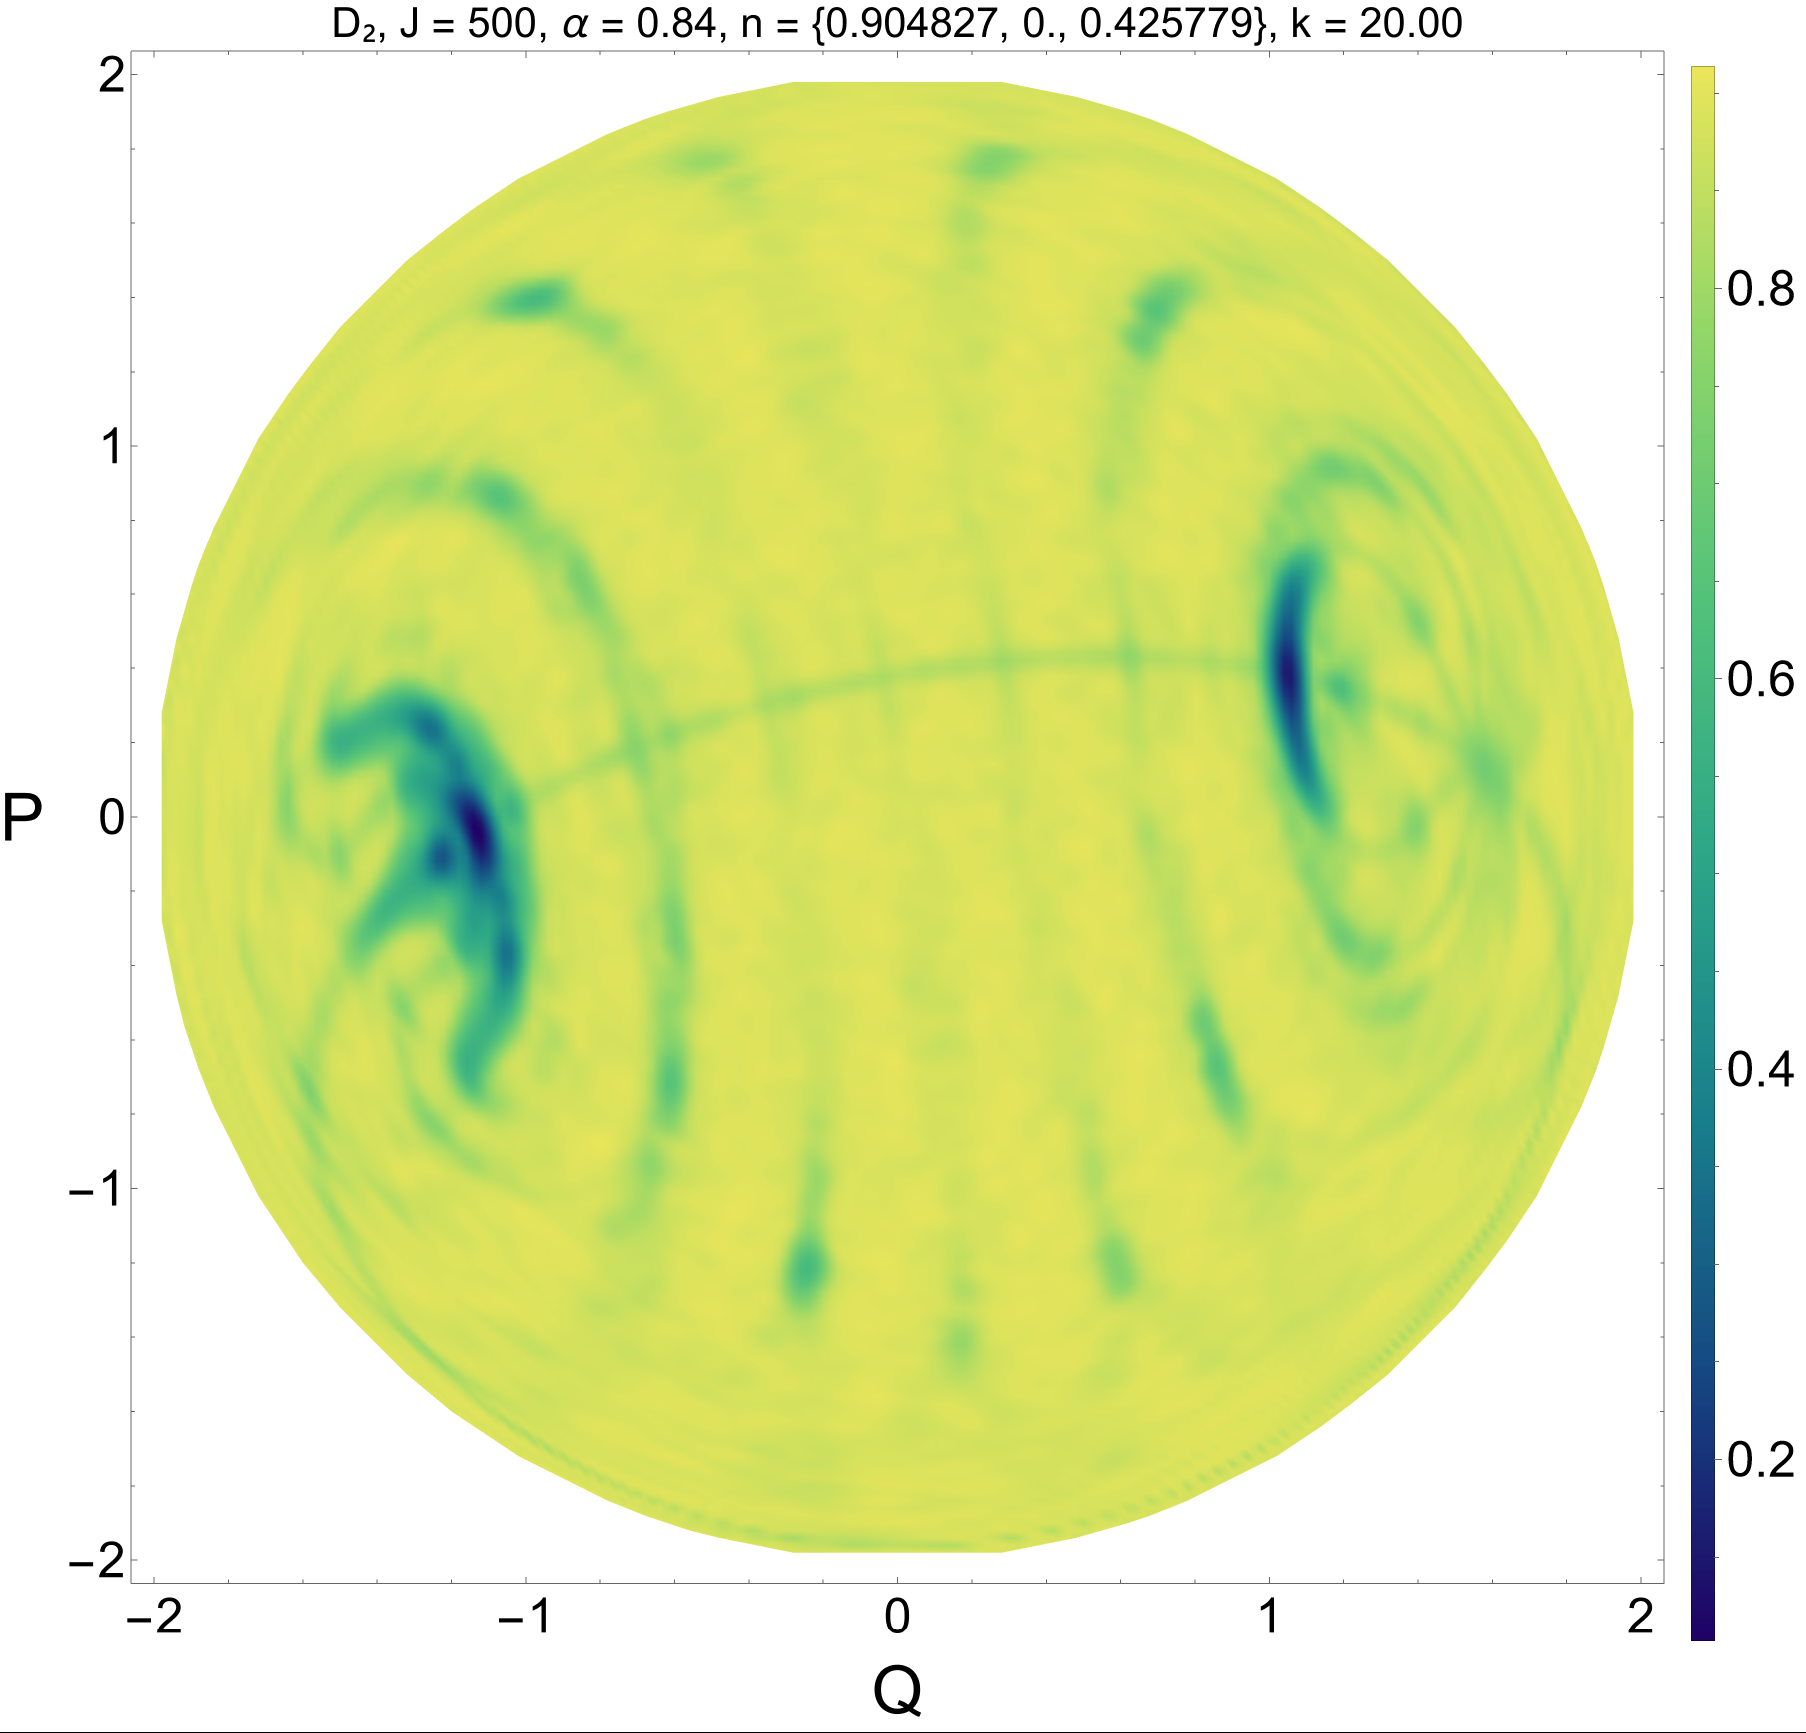 D₂, J = 500, α = 0.84, n = {0.904827, 0., 0.425779}, k = 20.00
2
1
0
−1
−2
P
−2 −1 0 1 2
Q
0.8
0.6
0.4
0.2